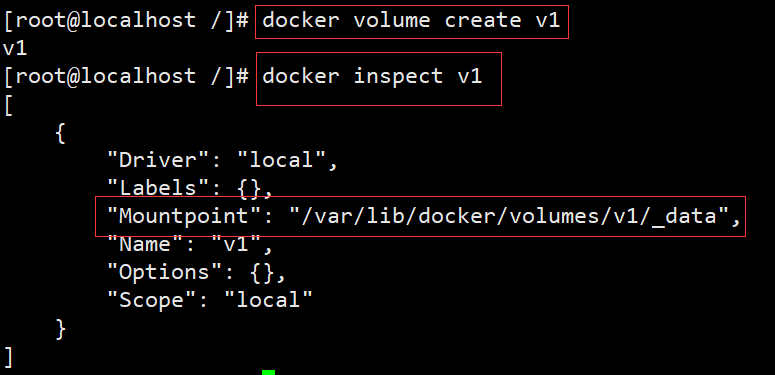 [root@localhost /]# docker volume create v1
v1
[root@localhost /]# docker inspect v1
[
    {
        "Driver": "local",
        "Labels": {},
        "Mountpoint": "/var/lib/docker/volumes/v1/_data",
        "Name": "v1",
        "Options": {},
        "Scope": "local"
    }
]